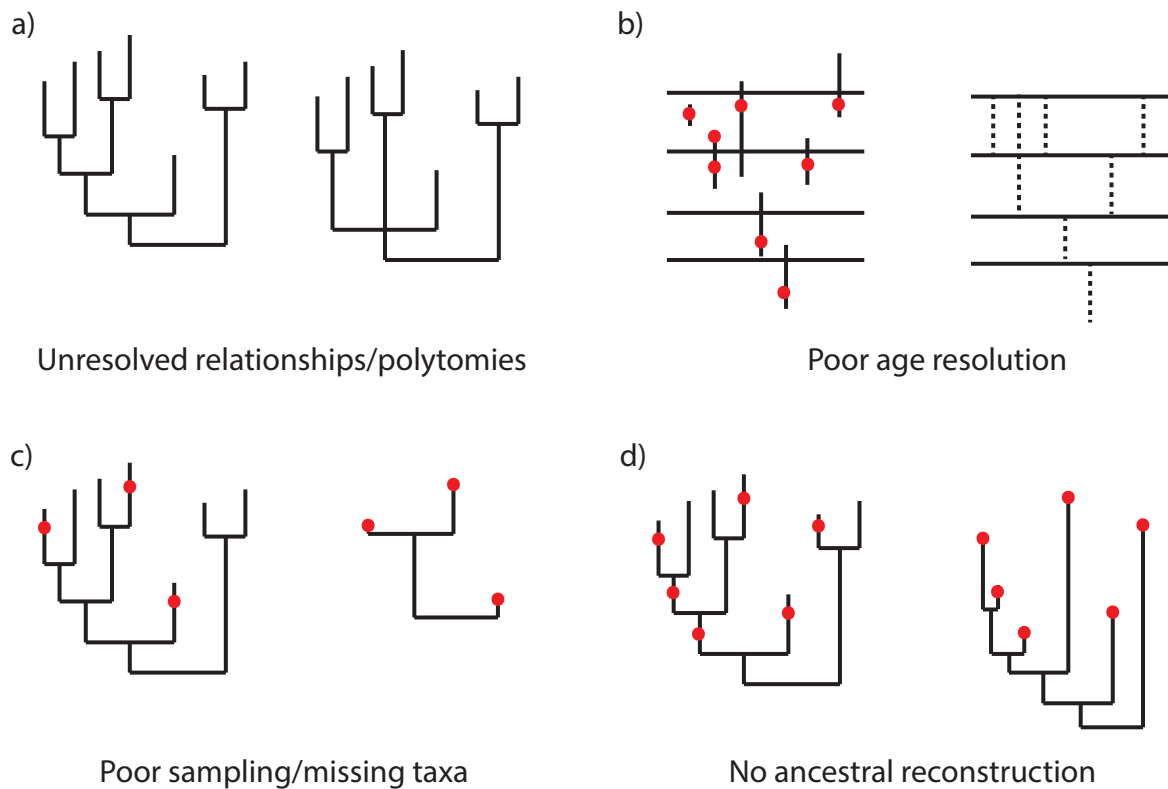 a)
b)
Unresolved relationships/polytomies
Poor age resolution
c)
d)
Poor sampling/missing taxa
No ancestral reconstruction